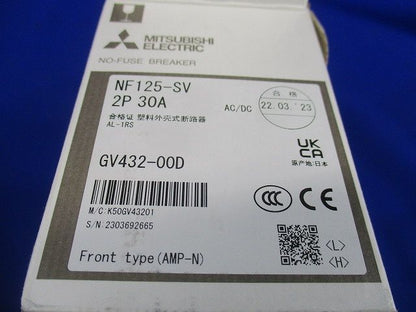 MITSUBISHI
ELECTRIC
NO-FUSE BREAKER
NF125-SV
2P 30A
AC/DC
合格
22.03.'23
合格证 塑料外壳式断路器
AL-1RS
UK
CA
原产地:日本
GV432-00D
M/C:K50GV43201
S/N:2303692665
CCC
CE
Front type(AMP-N)
<L>
<H>